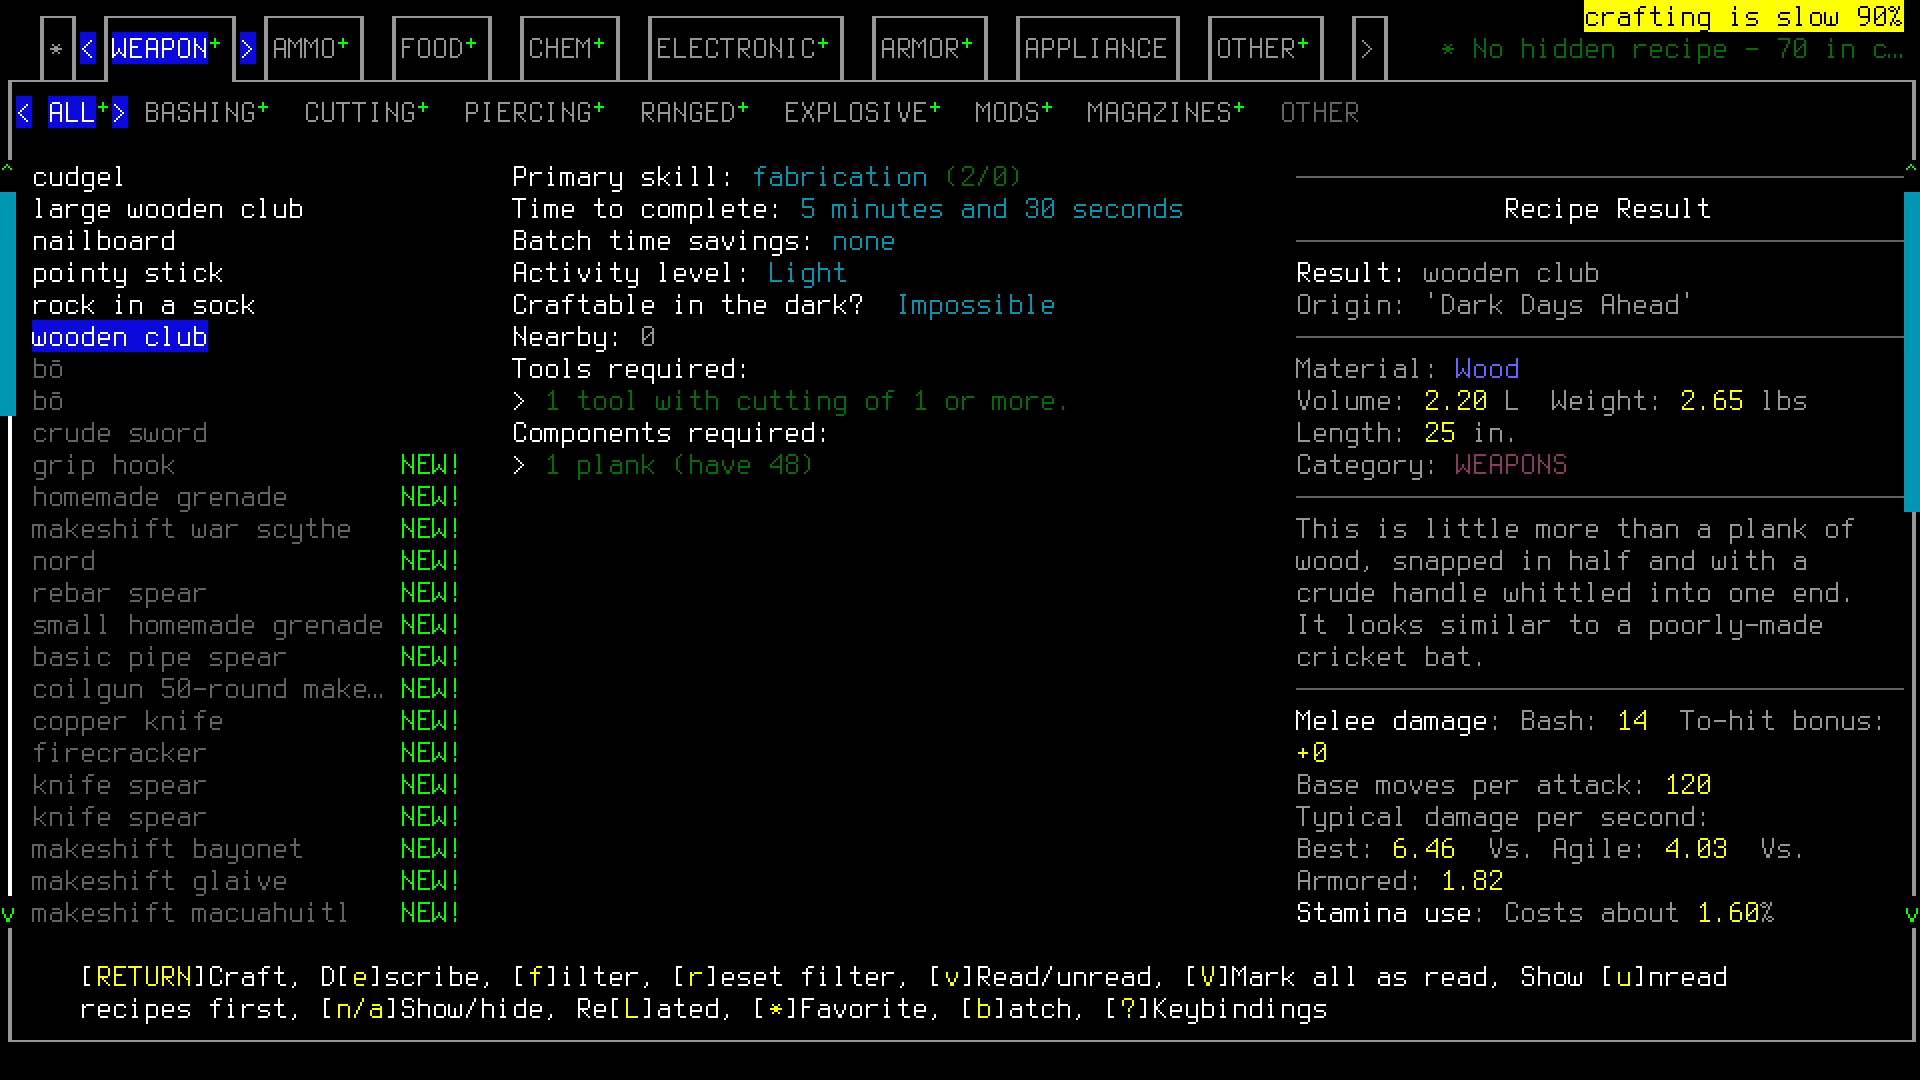 crafting is slow 90%
* < WEAPON+ > AMMO+ FOOD+ CHEM+ ELECTRONIC+ ARMOR+ APPLIANCE OTHER+ > * No hidden recipe - 70 in c…
< ALL+> BASHING+ CUTTING+ PIERCING+ RANGED+ EXPLOSIVE+ MODS+ MAGAZINES+ OTHER
cudgel
large wooden club
nailboard
pointy stick
rock in a sock
wooden club
bō
bō
crude sword
grip hook NEW!
homemade grenade NEW!
makeshift war scythe NEW!
nord NEW!
rebar spear NEW!
small homemade grenade NEW!
basic pipe spear NEW!
coilgun 50-round make… NEW!
copper knife NEW!
firecracker NEW!
knife spear NEW!
knife spear NEW!
makeshift bayonet NEW!
makeshift glaive NEW!
makeshift macuahuitl NEW!
Primary skill: fabrication (2/0)
Time to complete: 5 minutes and 30 seconds
Batch time savings: none
Activity level: Light
Craftable in the dark? Impossible
Nearby: 0
Tools required:
> 1 tool with cutting of 1 or more.
Components required:
> 1 plank (have 48)
Recipe Result
Result: wooden club
Origin: 'Dark Days Ahead'
Material: Wood
Volume: 2.20 L Weight: 2.65 lbs
Length: 25 in.
Category: WEAPONS
This is little more than a plank of
wood, snapped in half and with a
crude handle whittled into one end.
It looks similar to a poorly-made
cricket bat.
Melee damage: Bash: 14 To-hit bonus:
+0
Base moves per attack: 120
Typical damage per second:
Best: 6.46 Vs. Agile: 4.03 Vs.
Armored: 1.82
Stamina use: Costs about 1.60%
[RETURN]Craft, D[e]scribe, [f]ilter, [r]eset filter, [v]Read/unread, [V]Mark all as read, Show [u]nread
recipes first, [n/a]Show/hide, Re[L]ated, [*]Favorite, [b]atch, [?]Keybindings